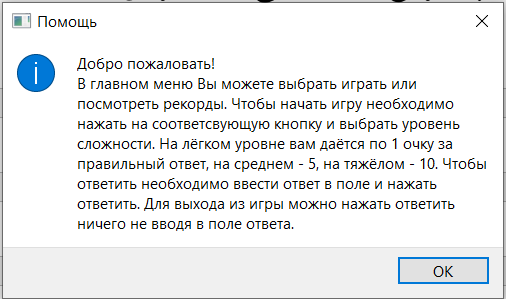 Помощь
Добро пожаловать!
В главном меню Вы можете выбрать играть или
посмотреть рекорды. Чтобы начать игру необходимо
нажать на соответсвующую кнопку и выбрать уровень
сложности. На лёгком уровне вам даётся по 1 очку за
правильный ответ, на среднем - 5, на тяжёлом - 10. Чтобы
ответить необходимо ввести ответ в поле и нажать
ответить. Для выхода из игры можно нажать ответить
ничего не вводя в поле ответа.
ОК